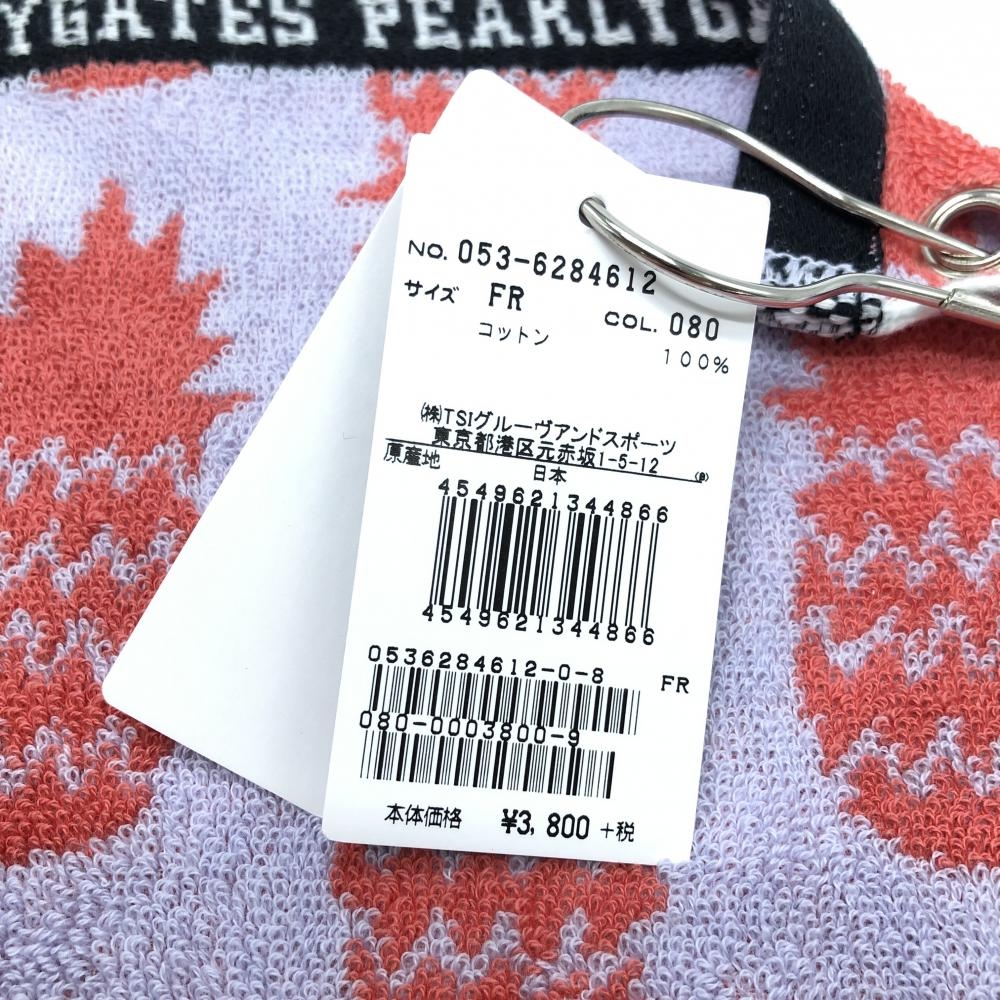 YGATES PEARLYGA
NO. 053-6284612
サイズ FR COL. 080
コットン 100%
㈱TSIグルーヴアンドスポーツ
東京都港区元赤坂1-5-12
原産地 日本
4549621344866
4549621344866
0536284612-0-8 FR
080-0003800-9
本体価格 ¥3,800 +税